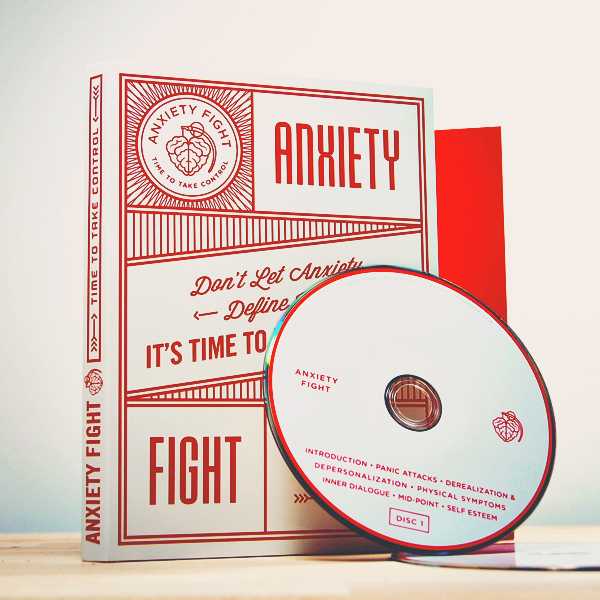 TIME TO TAKE CONTROL
ANXIETY FIGHT
ANXIETY FIGHT
TIME TO TAKE CONTROL
ANXIETY
Don't Let Anxiety
Define
IT'S TIME TO
FIGHT
ANXIETY
FIGHT
INTRODUCTION • PANIC ATTACKS • DEREALIZATION &
DEPERSONALIZATION • PHYSICAL SYMPTOMS
INNER DIALOGUE • MID-POINT • SELF ESTEEM
DISC 1